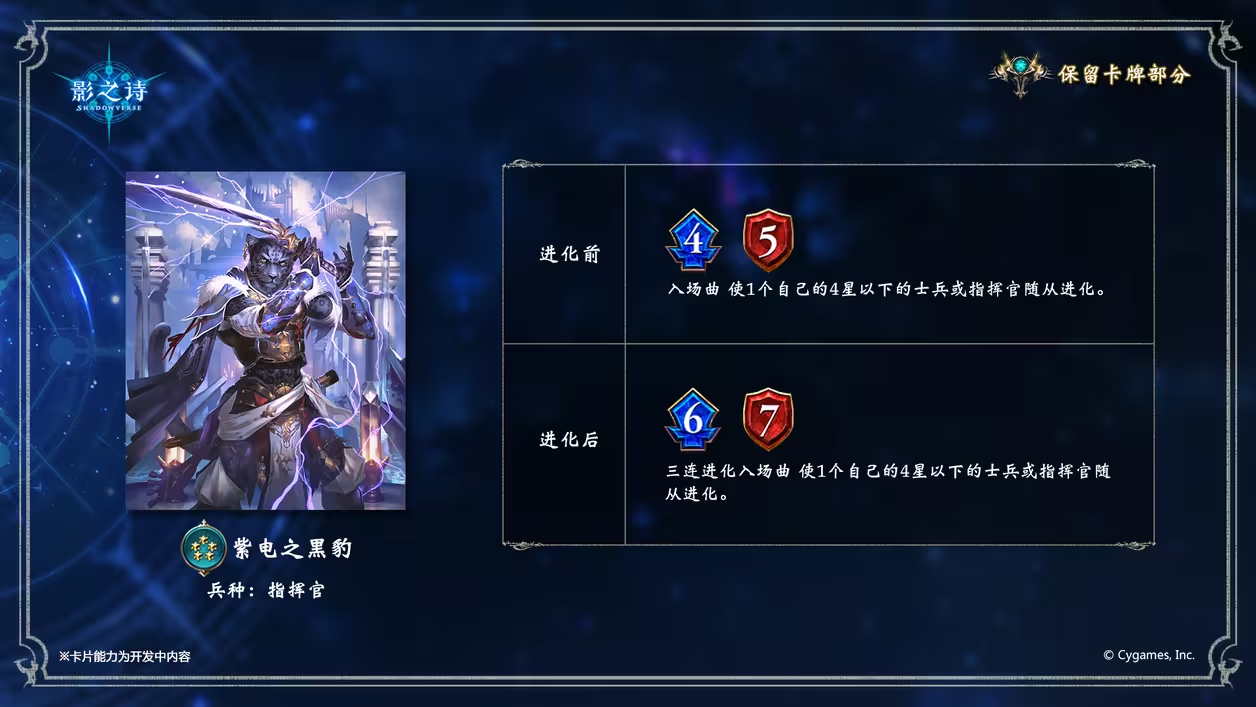 影之诗
SHADOWVERSE
保留卡牌部分
进化前
4 5
入场曲 使1个自己的4星以下的士兵或指挥官随从进化。
进化后
6 7
三连进化入场曲 使1个自己的4星以下的士兵或指挥官随
从进化。
紫电之黑豹
兵种：指挥官
※卡片能力为开发中内容
© Cygames, Inc.